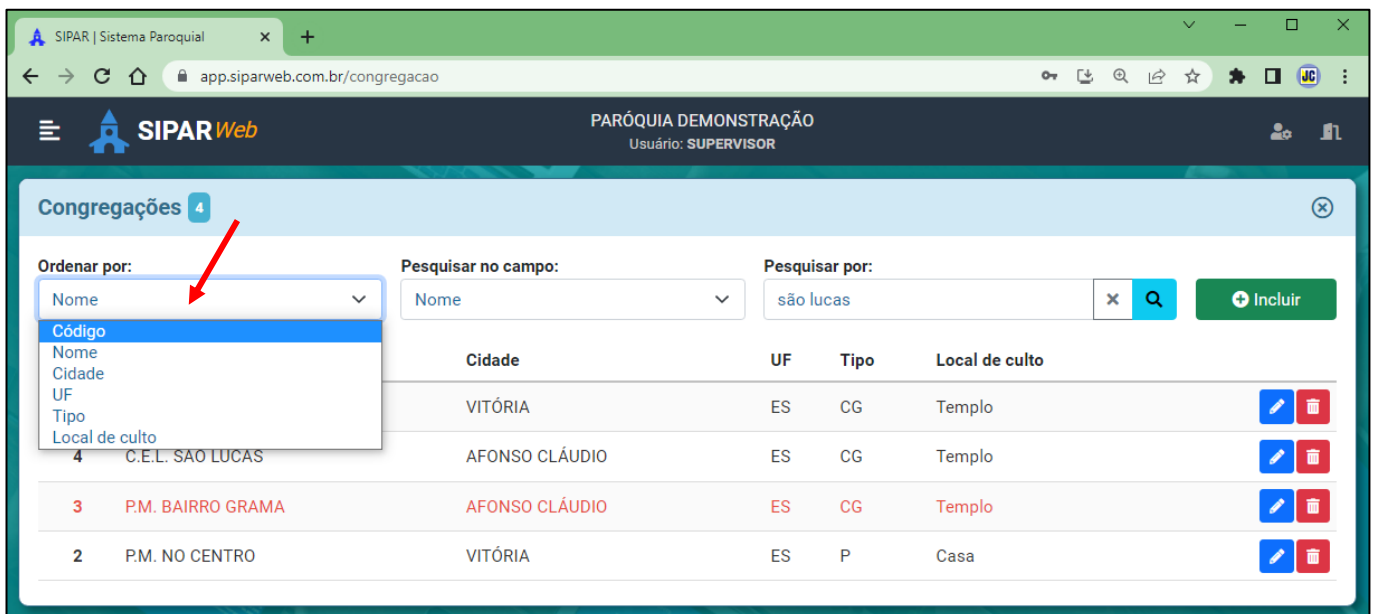 SIPAR | Sistema Paroquial
app.siparweb.com.br/congregacao
JC
SIPAR Web
PARÓQUIA DEMONSTRAÇÃO
Usuário: SUPERVISOR
Congregações 4
Ordenar por: Pesquisar no campo: Pesquisar por:
Nome Nome são lucas Incluir
Código
Nome
Cidade
UF
Tipo
Local de culto
Cidade UF Tipo Local de culto
VITÓRIA ES CG Templo
4 C.E.L. SÃO LUCAS AFONSO CLÁUDIO ES CG Templo
3 P.M. BAIRRO GRAMA AFONSO CLÁUDIO ES CG Templo
2 P.M. NO CENTRO VITÓRIA ES P Casa